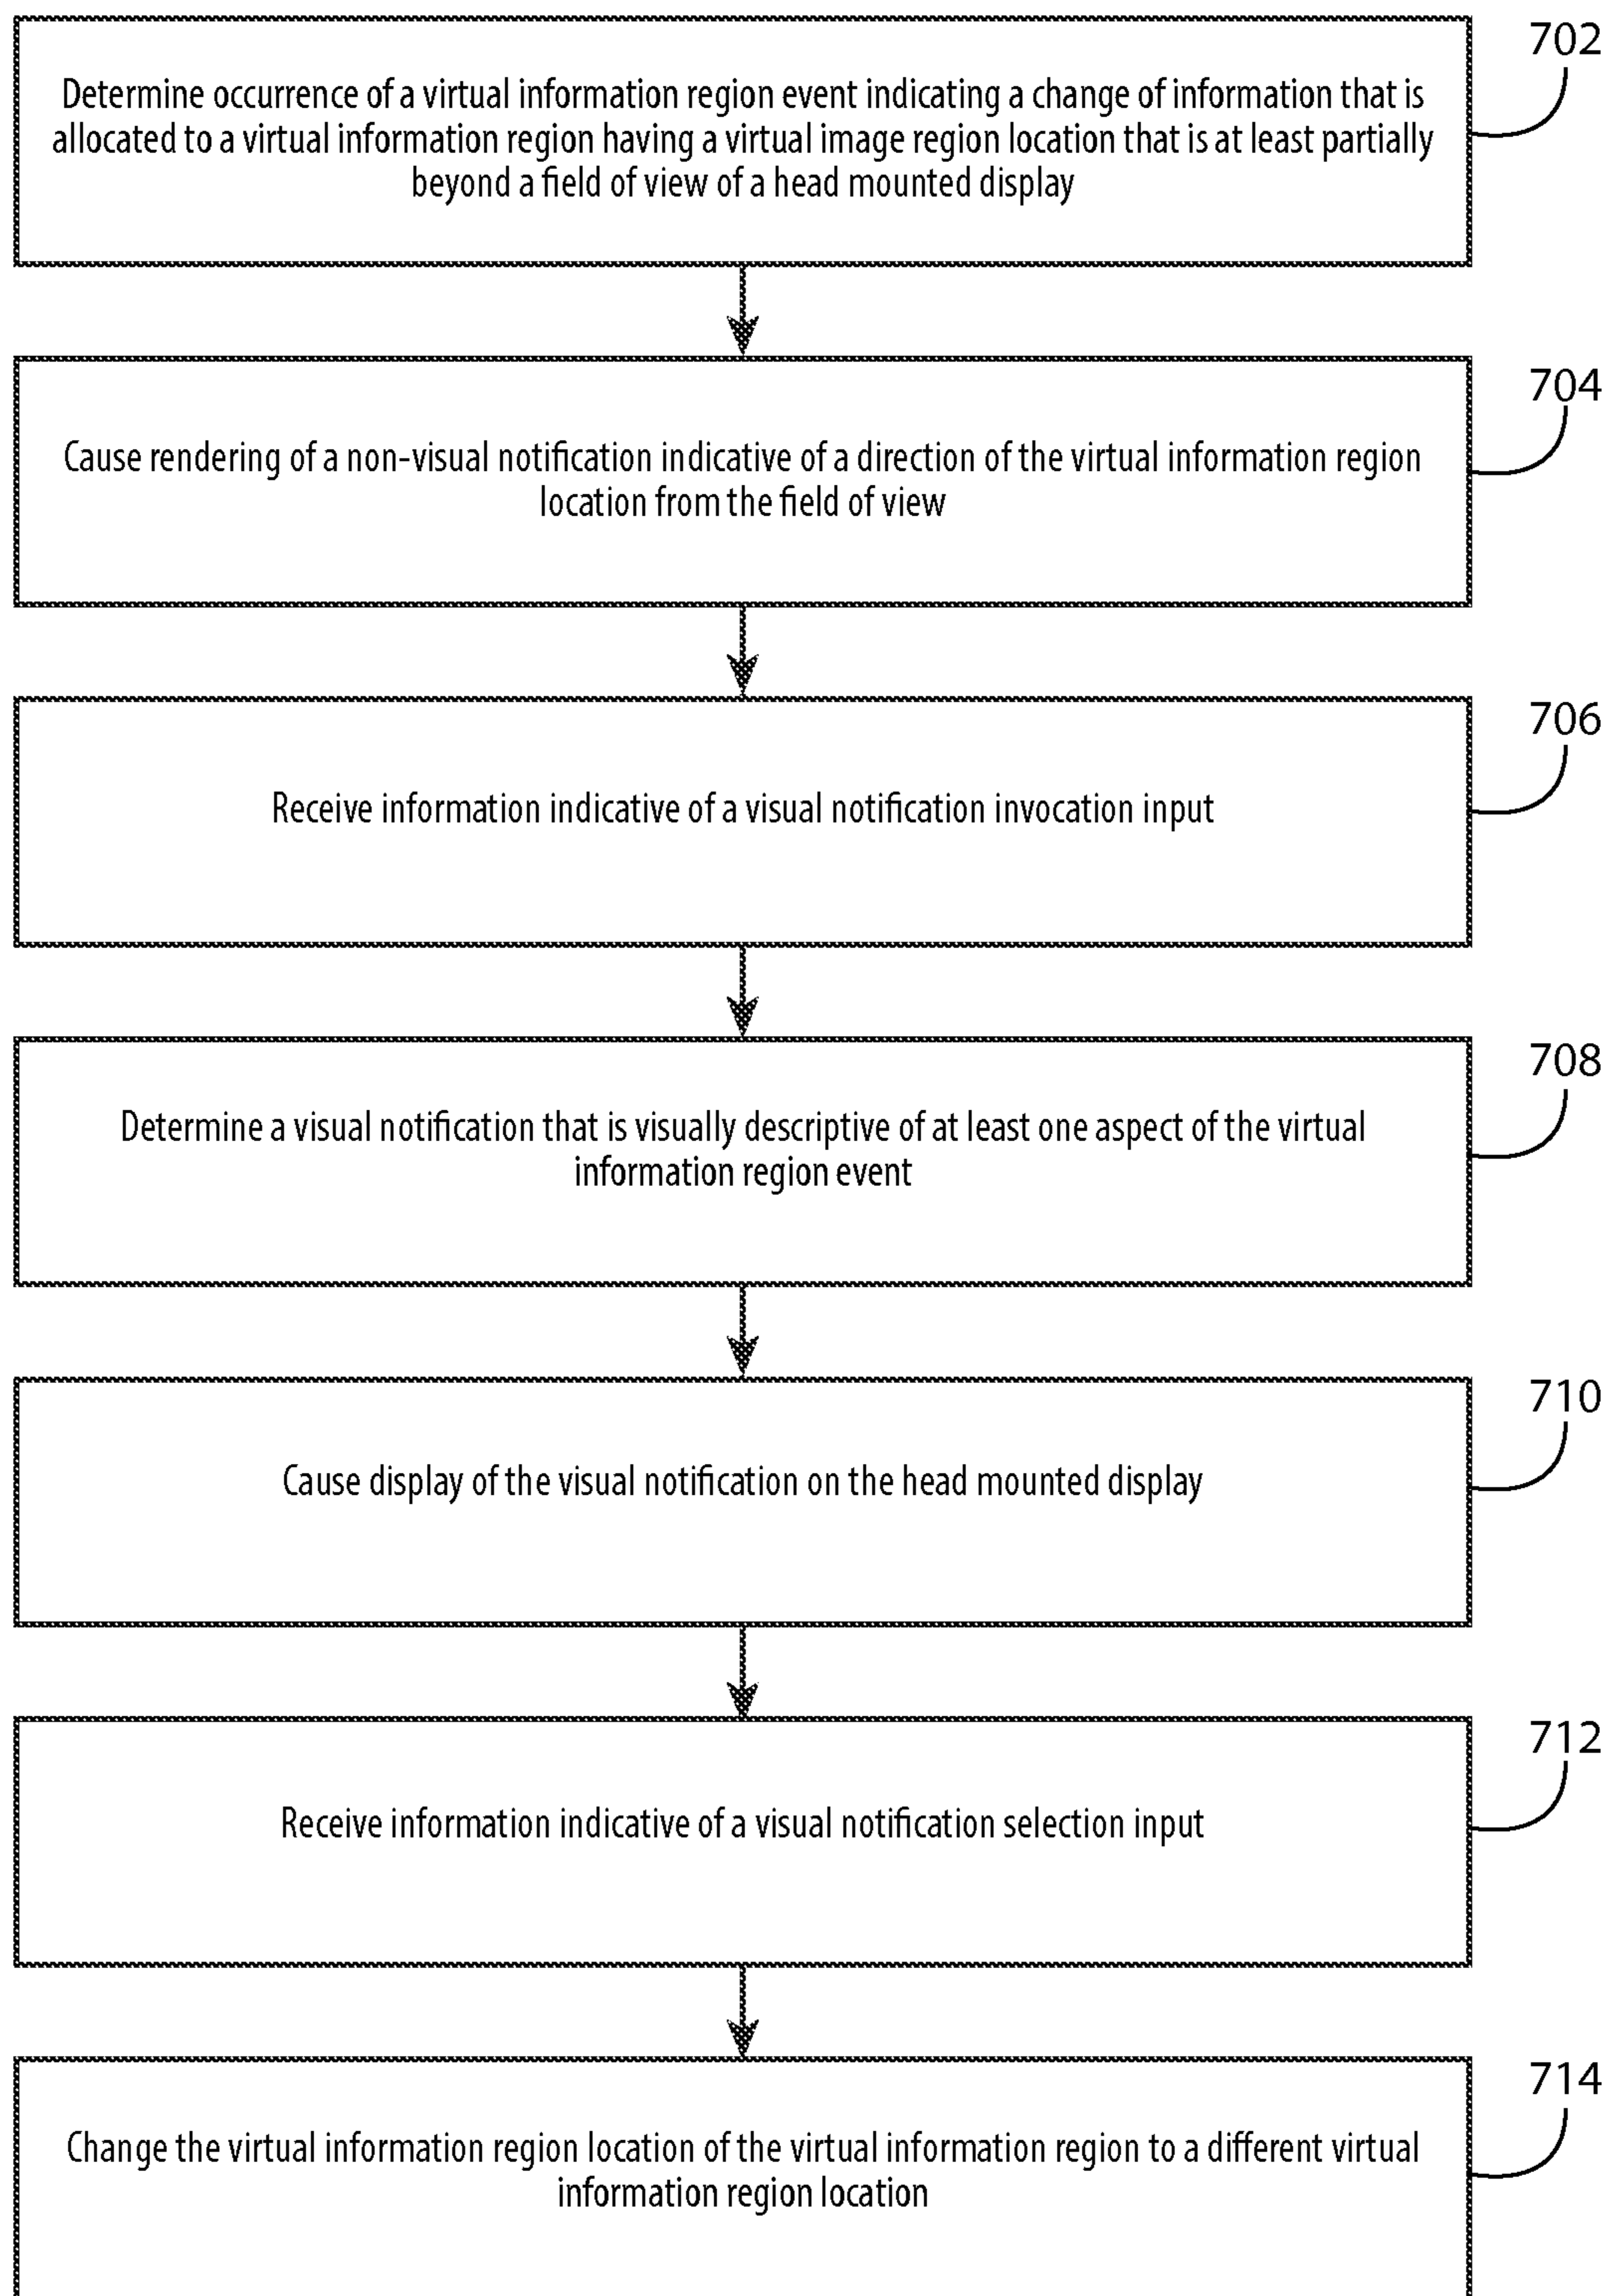 702
Determine occurrence of a virtual information region event indicating a change of information that is
allocated to a virtual information region having a virtual image region location that is at least partially
beyond a field of view of a head mounted display
704
Cause rendering of a non-visual notification indicative of a direction of the virtual information region
location from the field of view
706
Receive information indicative of a visual notification invocation input
708
Determine a visual notification that is visually descriptive of at least one aspect of the virtual
information region event
710
Cause display of the visual notification on the head mounted display
712
Receive information indicative of a visual notification selection input
714
Change the virtual information region location of the virtual information region to a different virtual
information region location